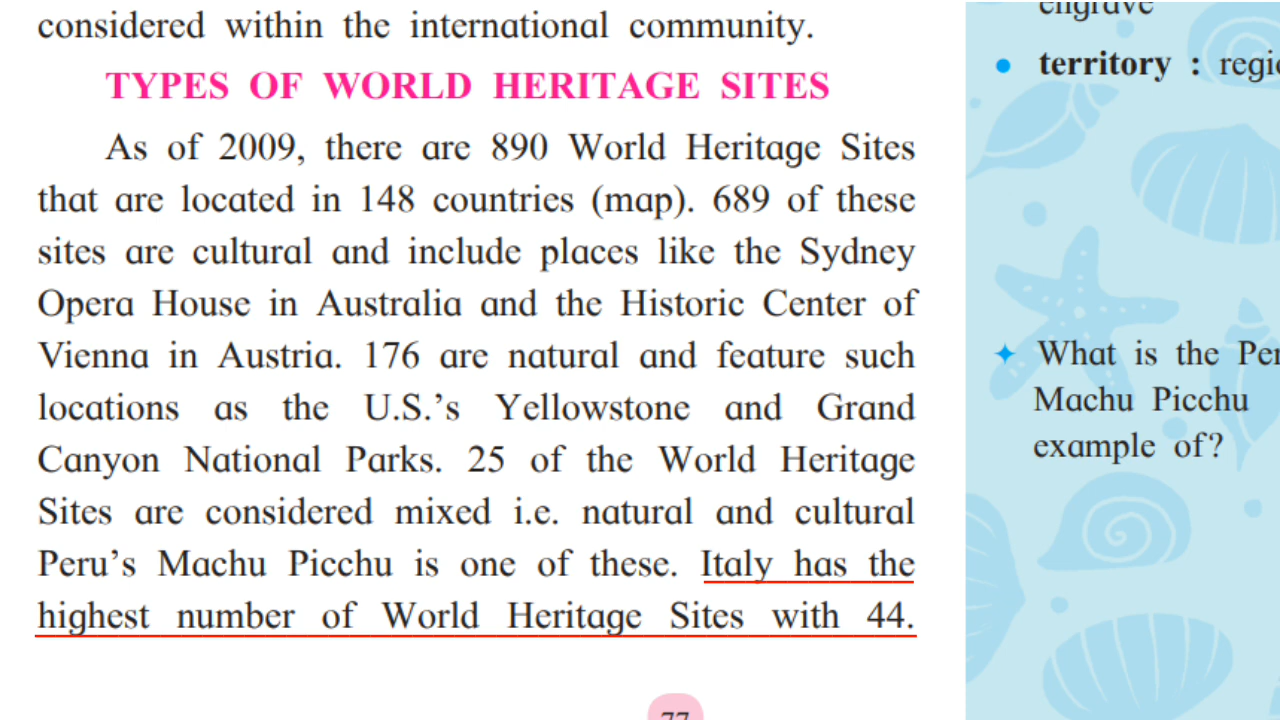 considered within the international community.
TYPES OF WORLD HERITAGE SITES
As of 2009, there are 890 World Heritage Sites
that are located in 148 countries (map). 689 of these
sites are cultural and include places like the Sydney
Opera House in Australia and the Historic Center of
Vienna in Austria. 176 are natural and feature such
locations as the U.S.'s Yellowstone and Grand
Canyon National Parks. 25 of the World Heritage
Sites are considered mixed i.e. natural and cultural
Peru's Machu Picchu is one of these. Italy has the
highest number of World Heritage Sites with 44.
77
engrave
• territory :
✦ What is the
Machu Picchu
example of?